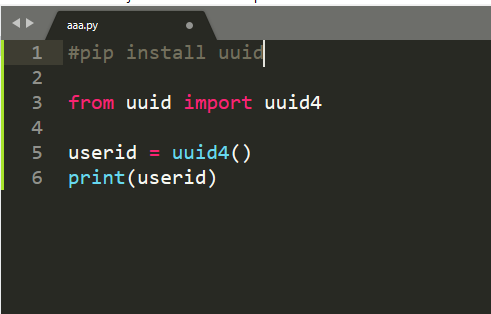 aaa.py
1 #pip install uuid
2
3 from uuid import uuid4
4
5 userid = uuid4()
6 print(userid)